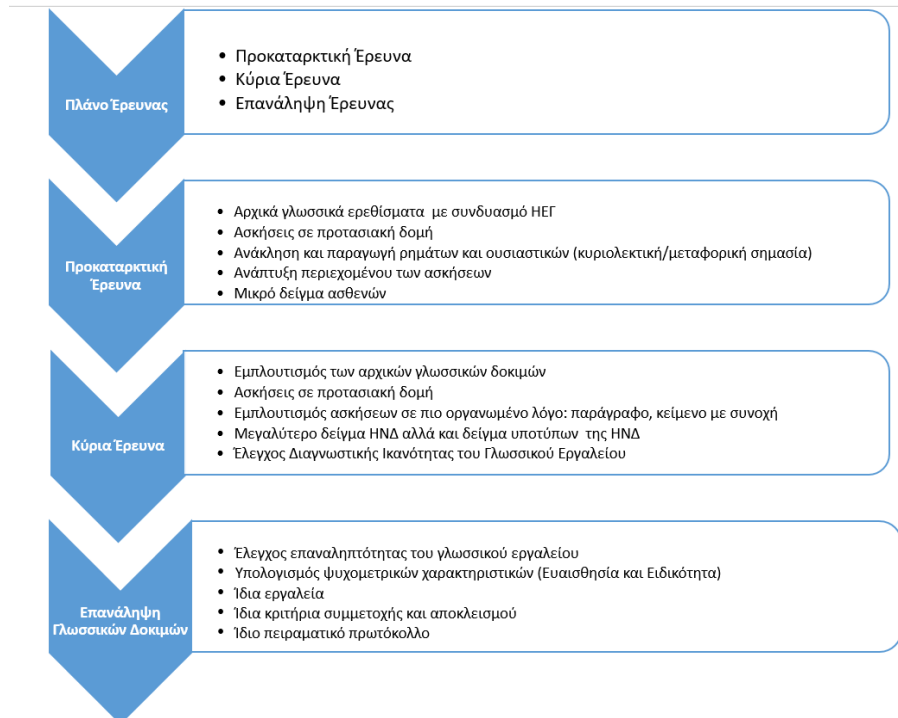 Πλάνο Έρευνας
• Προκαταρκτική Έρευνα
• Κύρια Έρευνα
• Επανάληψη Έρευνας
Προκαταρκτική
Έρευνα
• Αρχικά γλωσσικά ερεθίσματα με συνδυασμό ΗΕΓ
• Ασκήσεις σε προτασιακή δομή
• Ανάκληση και παραγωγή ρημάτων και ουσιαστικών (κυριολεκτική/μεταφορική σημασία)
• Ανάπτυξη περιεχομένου των ασκήσεων
• Μικρό δείγμα ασθενών
Κύρια Έρευνα
• Εμπλουτισμός των αρχικών γλωσσικών δοκιμών
• Ασκήσεις σε προτασιακή δομή
• Εμπλουτισμός ασκήσεων σε πιο οργανωμένο λόγο: παράγραφο, κείμενο με συνοχή
• Μεγαλύτερο δείγμα ΗΝΔ αλλά και δείγμα υποτύπων της ΗΝΔ
• Έλεγχος Διαγνωστικής Ικανότητας του Γλωσσικού Εργαλείου
Επανάληψη
Γλωσσικών Δοκιμών
• Έλεγχος επαναληπτότητας του γλωσσικού εργαλείου
• Υπολογισμός ψυχομετρικών χαρακτηριστικών (Ευαισθησία και Ειδικότητα)
• Ίδια εργαλεία
• Ίδια κριτήρια συμμετοχής και αποκλεισμού
• Ίδιο πειραματικό πρωτόκολλο